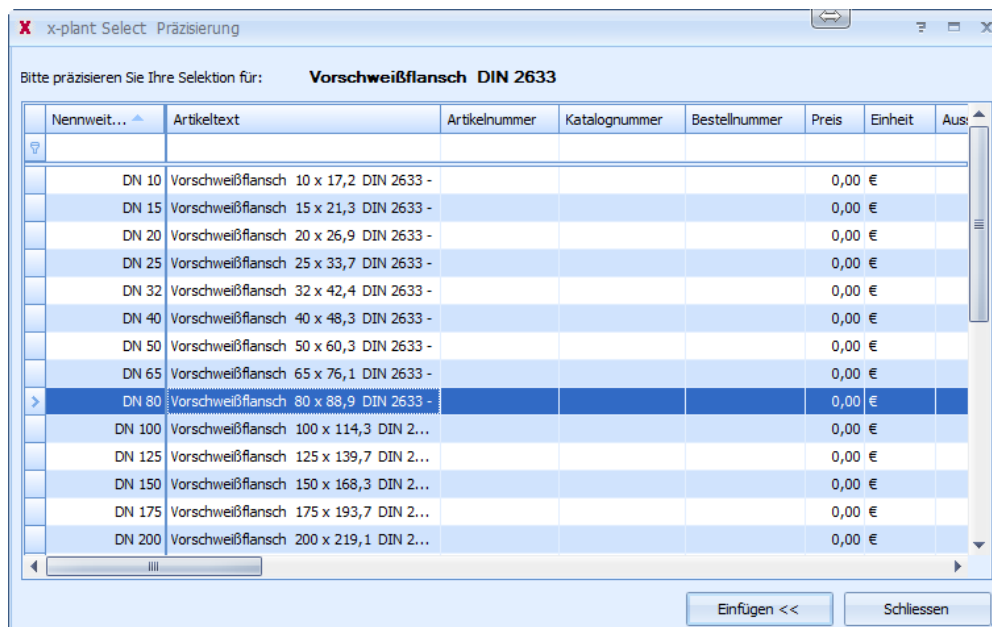 x-plant Select Präzisierung
Bitte präzisieren Sie Ihre Selektion für: Vorschweißflansch DIN 2633
Nennweit... Artikeltext Artikelnummer Katalognummer Bestellnummer Preis Einheit Auss
DN 10 Vorschweißflansch 10 x 17,2 DIN 2633 - 0,00 €
DN 15 Vorschweißflansch 15 x 21,3 DIN 2633 - 0,00 €
DN 20 Vorschweißflansch 20 x 26,9 DIN 2633 - 0,00 €
DN 25 Vorschweißflansch 25 x 33,7 DIN 2633 - 0,00 €
DN 32 Vorschweißflansch 32 x 42,4 DIN 2633 - 0,00 €
DN 40 Vorschweißflansch 40 x 48,3 DIN 2633 - 0,00 €
DN 50 Vorschweißflansch 50 x 60,3 DIN 2633 - 0,00 €
DN 65 Vorschweißflansch 65 x 76,1 DIN 2633 - 0,00 €
DN 80 Vorschweißflansch 80 x 88,9 DIN 2633 - 0,00 €
DN 100 Vorschweißflansch 100 x 114,3 DIN 2... 0,00 €
DN 125 Vorschweißflansch 125 x 139,7 DIN 2... 0,00 €
DN 150 Vorschweißflansch 150 x 168,3 DIN 2... 0,00 €
DN 175 Vorschweißflansch 175 x 193,7 DIN 2... 0,00 €
DN 200 Vorschweißflansch 200 x 219,1 DIN 2... 0,00 €
Einfügen << Schliessen